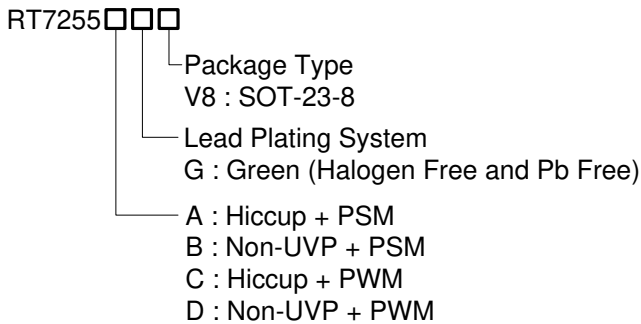 RT7255□□□
Package Type
V8 : SOT-23-8
Lead Plating System
G : Green (Halogen Free and Pb Free)
A : Hiccup + PSM
B : Non-UVP + PSM
C : Hiccup + PWM
D : Non-UVP + PWM